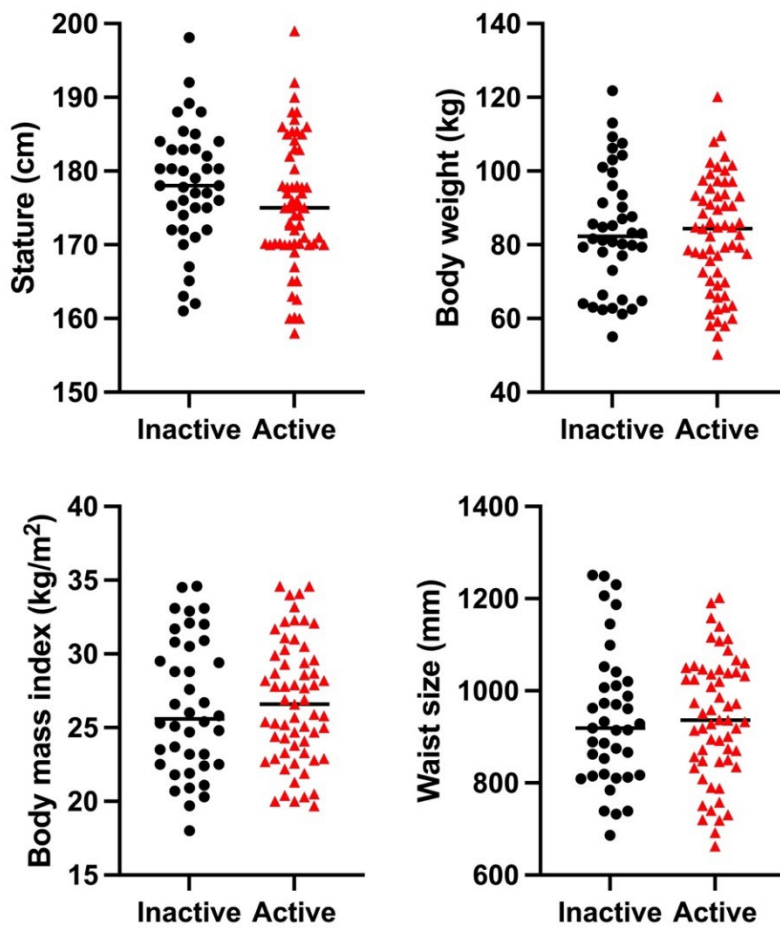 Stature (cm)
200
190
180
170
160
150
Inactive Active
Body weight (kg)
140
120
100
80
60
40
Inactive Active
Body mass index (kg/m²)
40
35
30
25
20
15
Inactive Active
Waist size (mm)
1400
1200
1000
800
600
Inactive Active